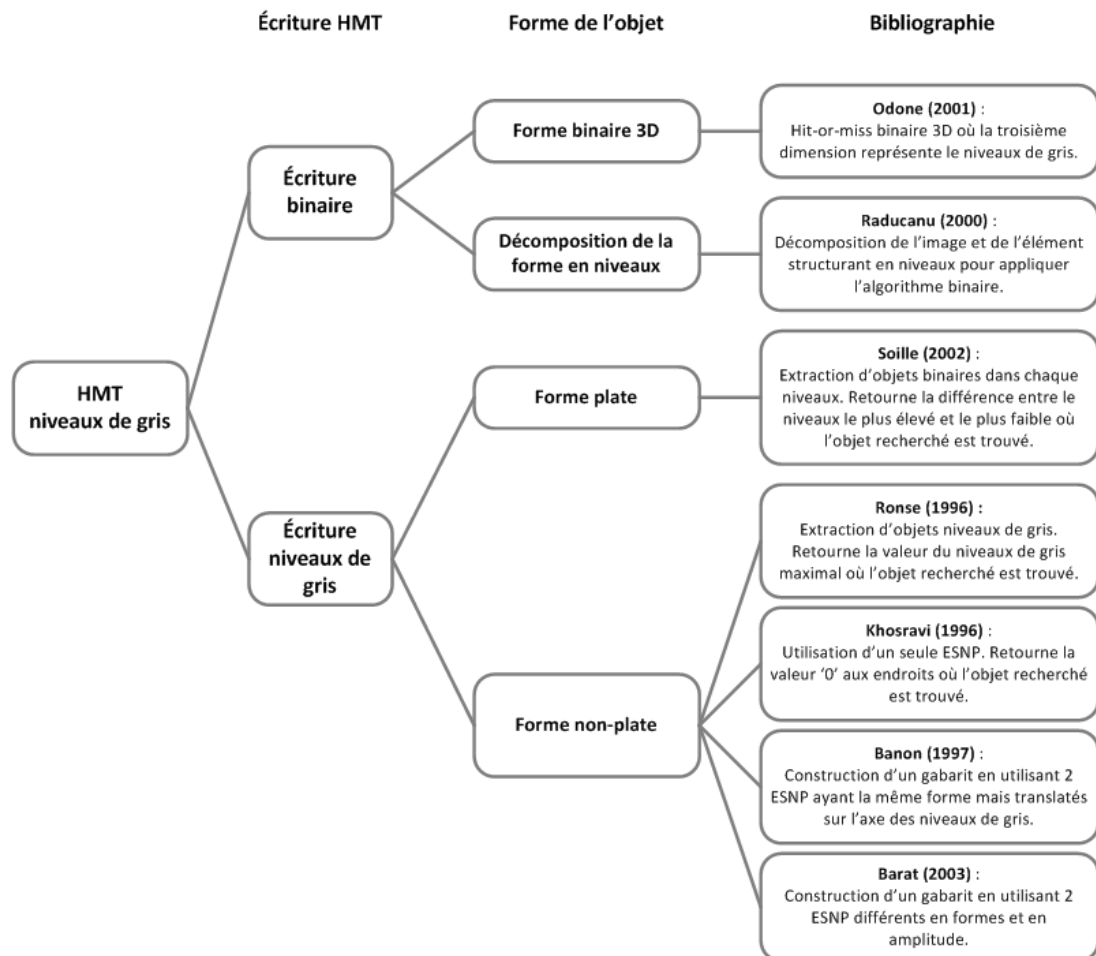 Écriture HMT
Forme de l'objet
Bibliographie
HMT
niveaux de gris
Écriture
binaire
Forme binaire 3D
Odone (2001) :
Hit-or-miss binaire 3D où la troisième
dimension représente le niveaux de gris.
Décomposition de la
forme en niveaux
Raducanu (2000) :
Décomposition de l'image et de l'élément
structurant en niveaux pour appliquer
l'algorithme binaire.
Écriture
niveaux de
gris
Forme plate
Soille (2002) :
Extraction d'objets binaires dans chaque
niveaux. Retourne la différence entre le
niveaux le plus élevé et le plus faible où
l'objet recherché est trouvé.
Forme non-plate
Ronse (1996) :
Extraction d'objets niveaux de gris.
Retourne la valeur du niveaux de gris
maximal où l'objet recherché est trouvé.
Khosravi (1996) :
Utilisation d'un seule ESNP. Retourne la
valeur '0' aux endroits où l'objet recherché
est trouvé.
Banon (1997) :
Construction d'un gabarit en utilisant 2
ESNP ayant la même forme mais translatés
sur l'axe des niveaux de gris.
Barat (2003) :
Construction d'un gabarit en utilisant 2
ESNP différents en formes et en
amplitude.